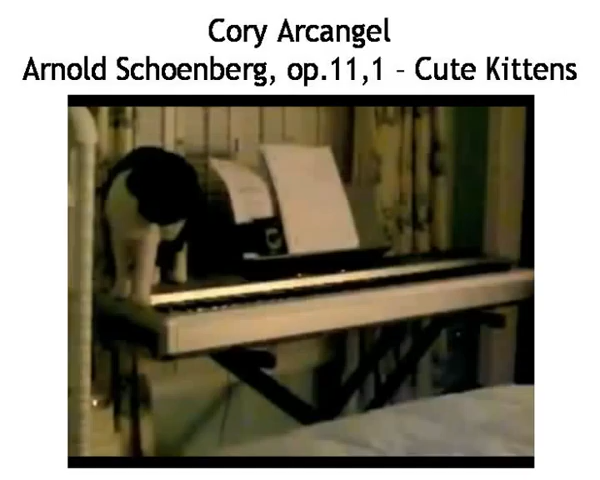 Cory Arcangel
Arnold Schoenberg, op.11,1 – Cute Kittens